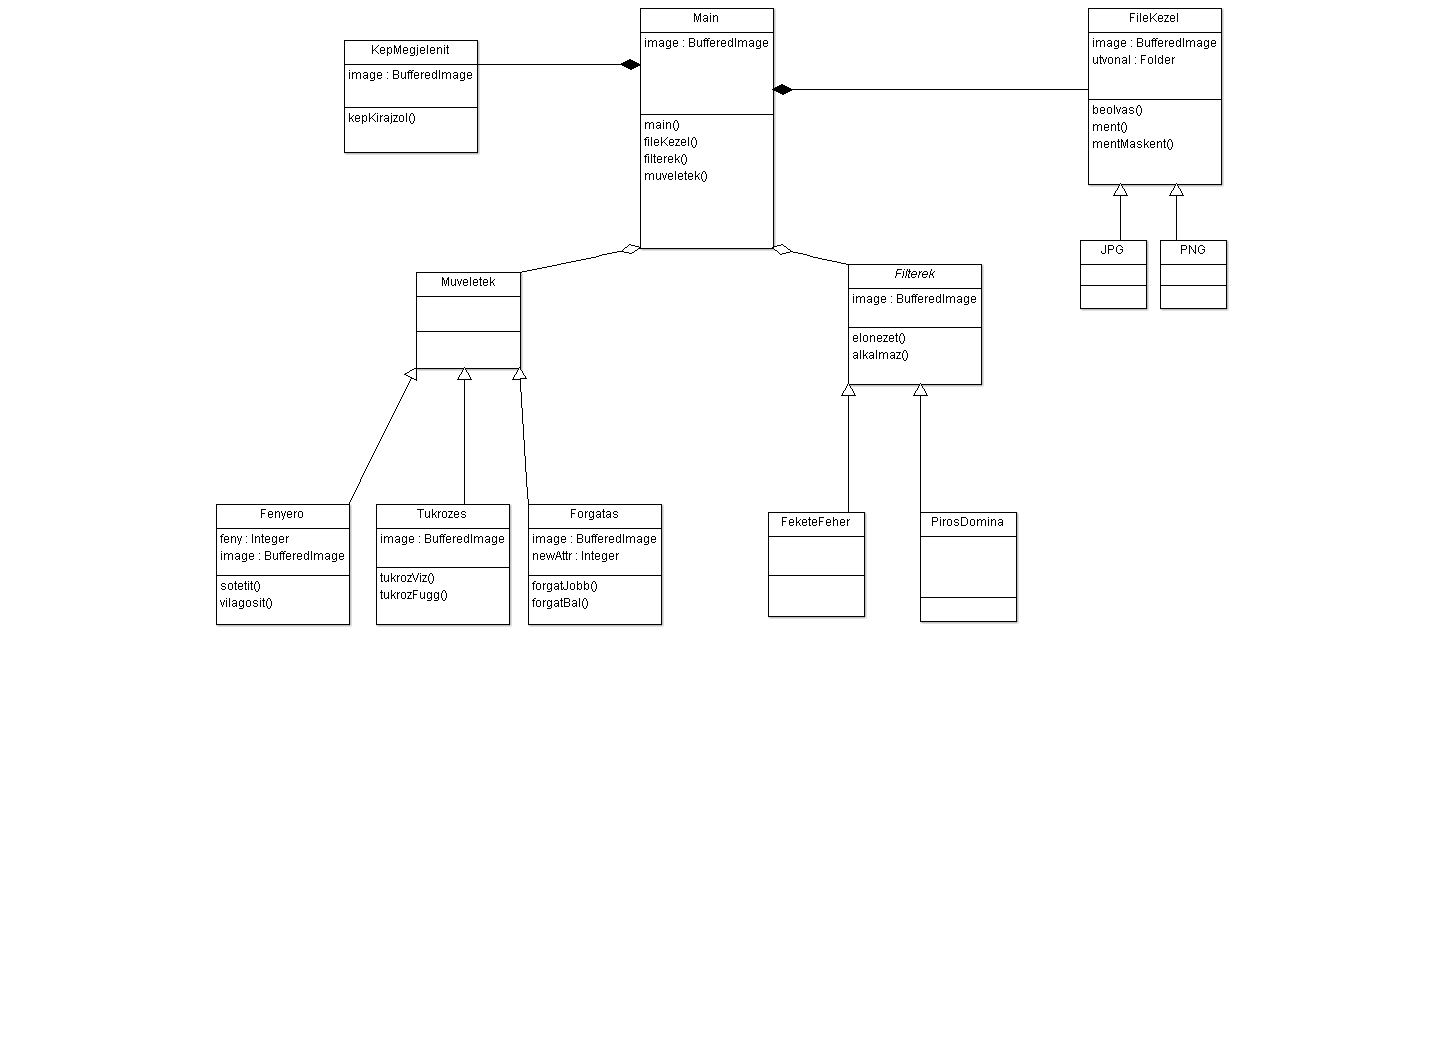 Main
image : BufferedImage
main()
fileKezel()
filterek()
muveletek()
KepMegjelenit
image : BufferedImage
kepKirajzol()
FileKezel
image : BufferedImage
utvonal : Folder
beolvas()
ment()
mentMaskent()
JPG
PNG
Muveletek
Filterek
image : BufferedImage
elonezet()
alkalmaz()
Fenyero
feny : Integer
image : BufferedImage
sotetit()
vilagosit()
Tukrozes
image : BufferedImage
tukrozViz()
tukrozFugg()
Forgatas
image : BufferedImage
newAttr : Integer
forgatJobb()
forgatBal()
FeketeFeher
PirosDomina